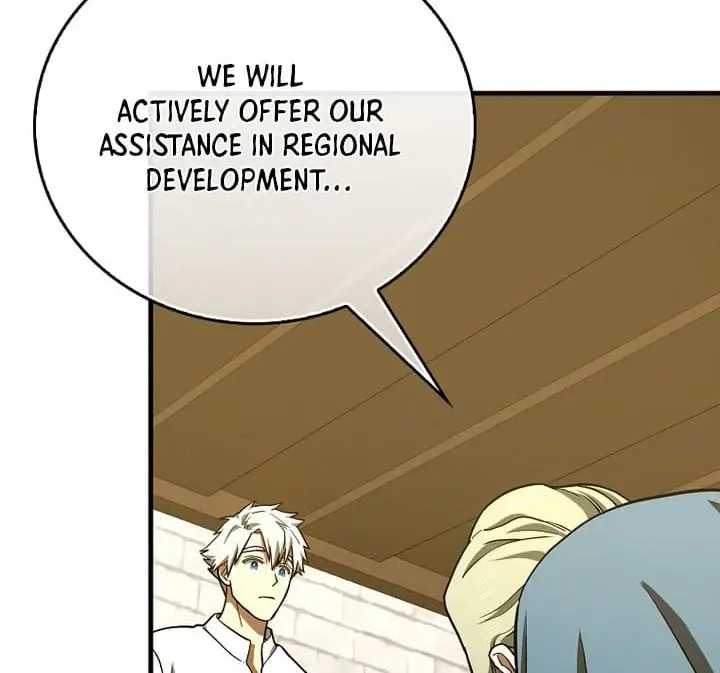 WE WILL
ACTIVELY OFFER OUR
ASSISTANCE IN REGIONAL
DEVELOPMENT...